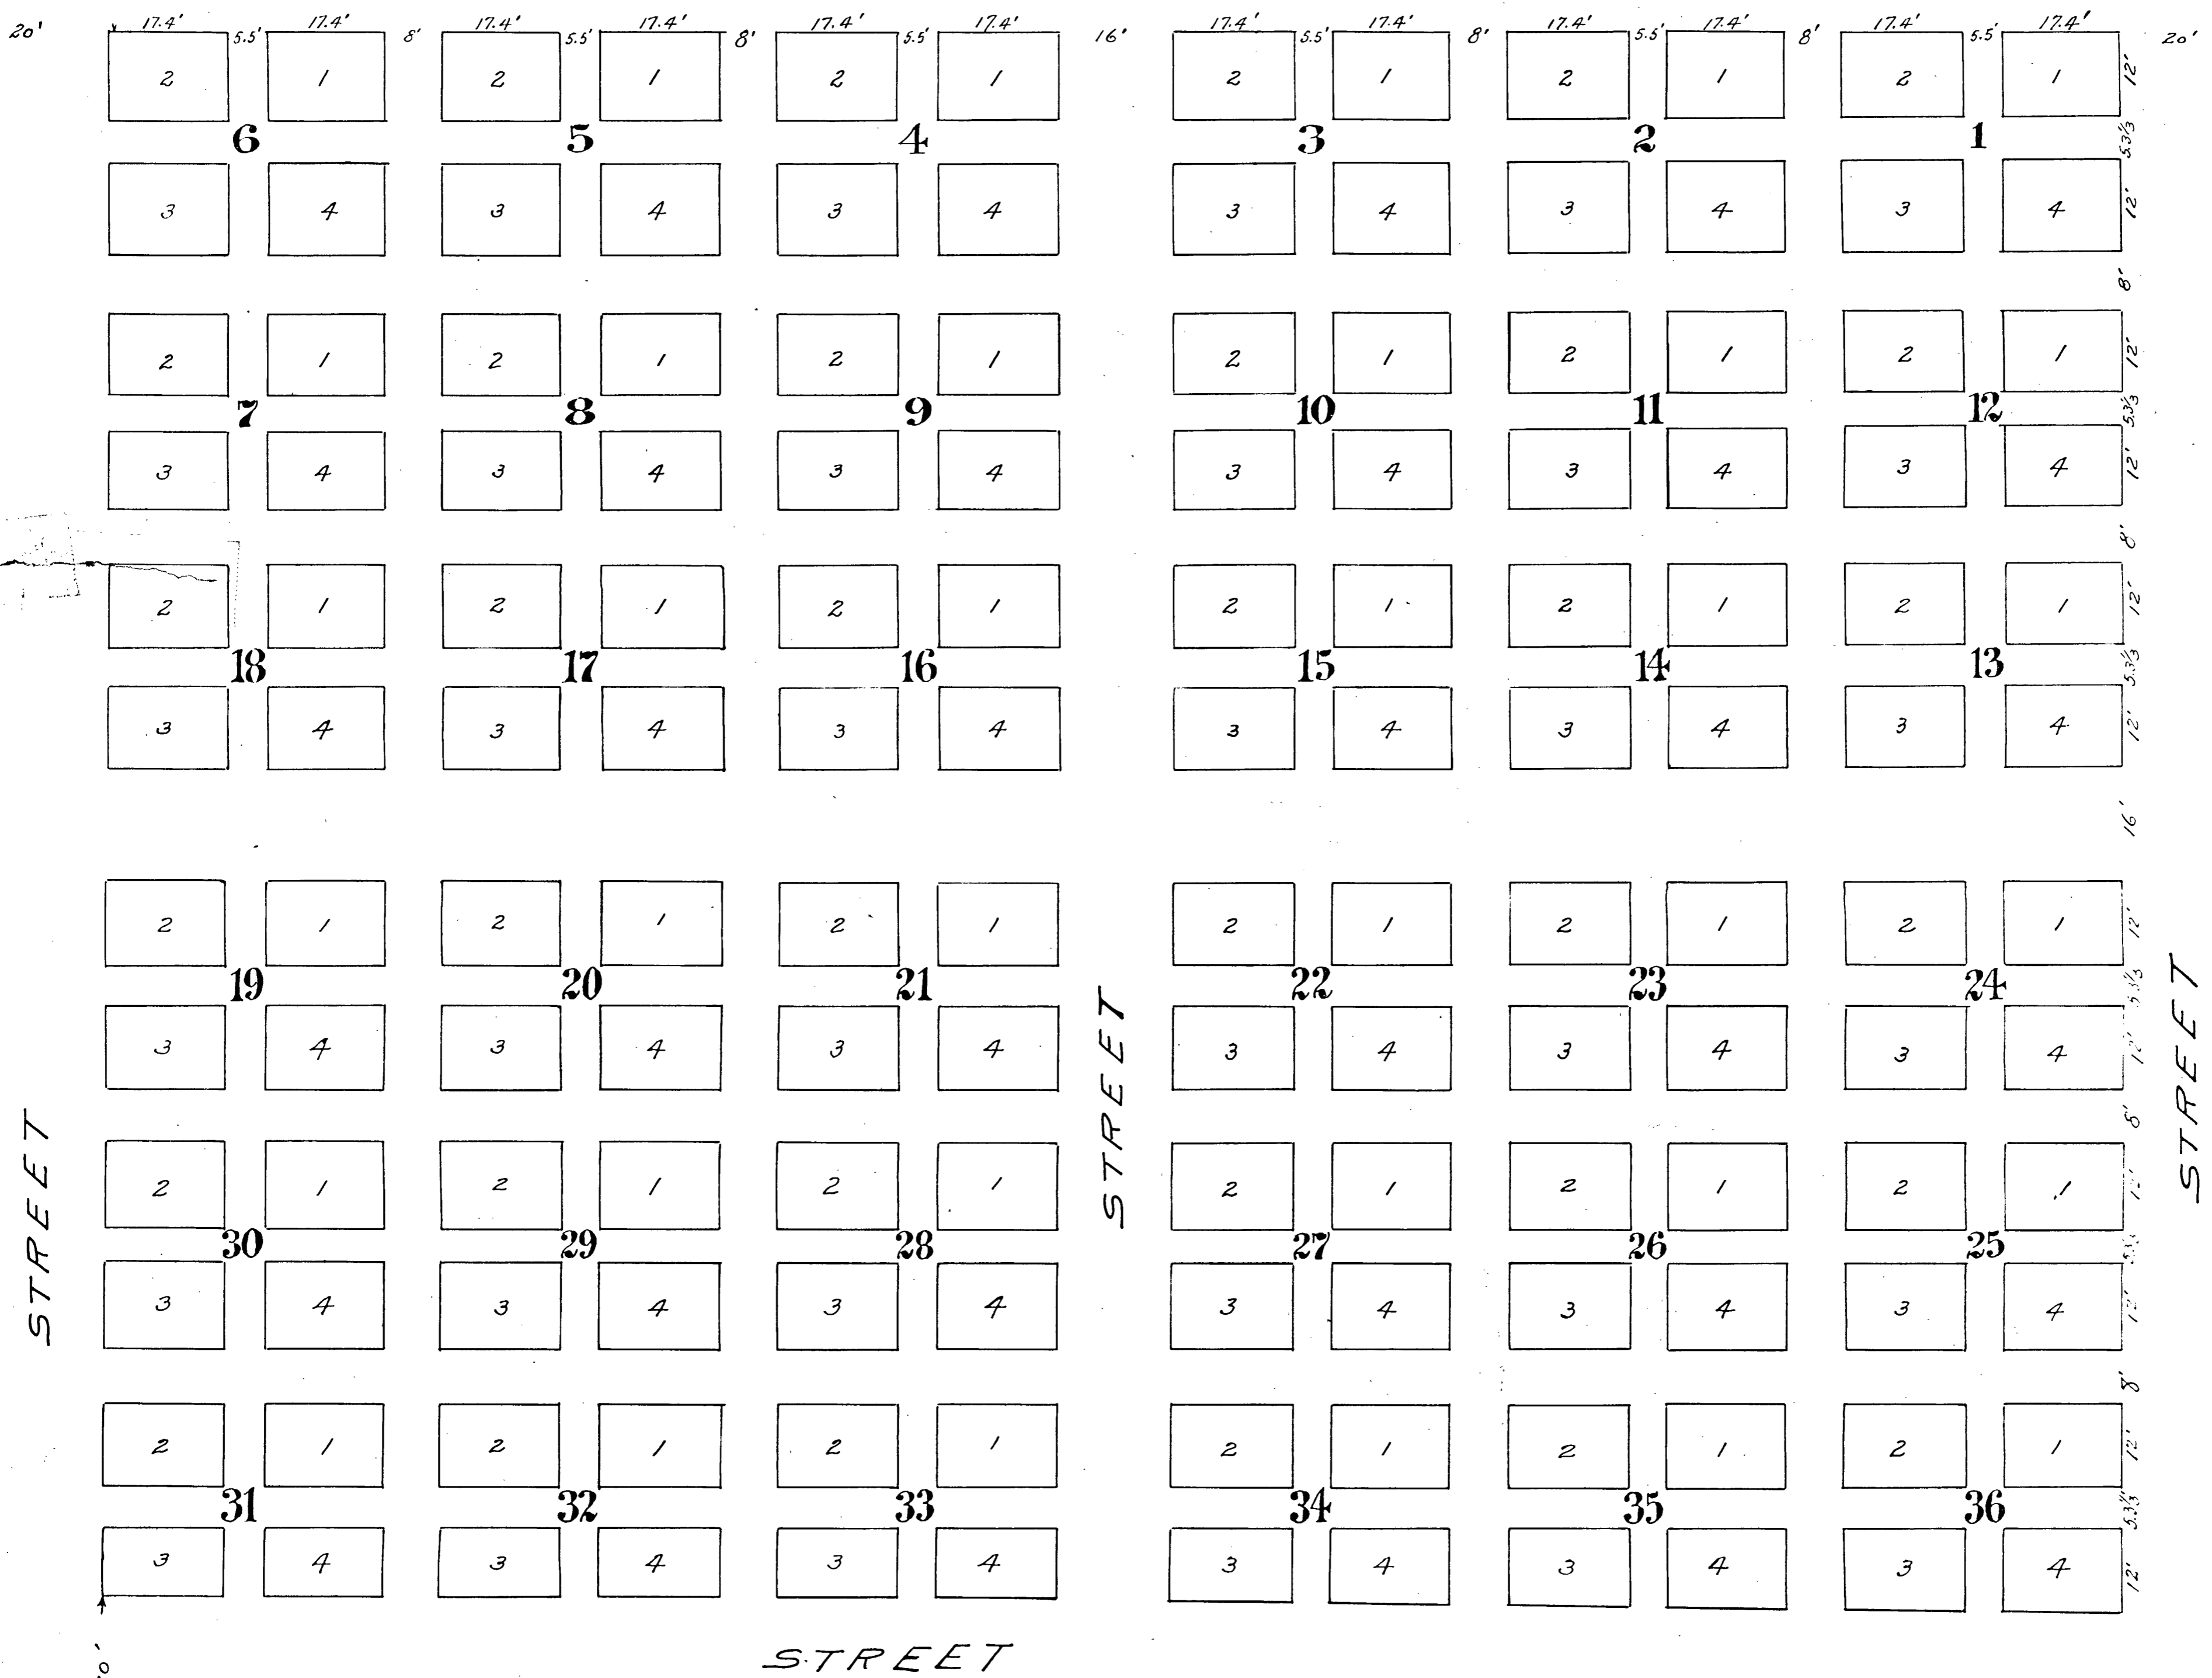 20' 17.4' 5.5' 17.4' 8' 17.4' 5.5' 17.4' 8' 17.4' 5.5' 17.4' 16' 17.4' 5.5' 17.4' 8' 17.4' 5.5' 17.4' 8' 17.4' 5.5' 17.4' 20'
2 1 2 1 2 1 2 1 2 1 2 1 12'
6 5 4 3 2 1 5.3⅓
3 4 3 4 3 4 3 4 3 4 3 4 12'
8'
2 1 2 1 2 1 2 1 2 1 2 1 12'
7 8 9 10 11 12 5.3⅓
3 4 3 4 3 4 3 4 3 4 3 4 12'
8'
2 1 2 1 2 1 2 1 2 1 2 1 12'
18 17 16 15 14 13 5.3⅓
3 4 3 4 3 4 3 4 3 4 3 4 12'
16'
2 1 2 1 2 1 2 1 2 1 2 1 12'
19 20 21 22 23 24 5.3⅓
3 4 3 4 3 4 3 4 3 4 3 4 12'
8'
STREET
STREET
STREET
2 1 2 1 2 1 2 1 2 1 2 1
30 29 28 27 26 25
3 4 3 4 3 4 3 4 3 4 3 4 12'
8'
2 1 2 1 2 1 2 1 2 1 2 1 12'
31 32 33 34 35 36 5.3⅓
3 4 3 4 3 4 3 4 3 4 3 4 12'
STREET